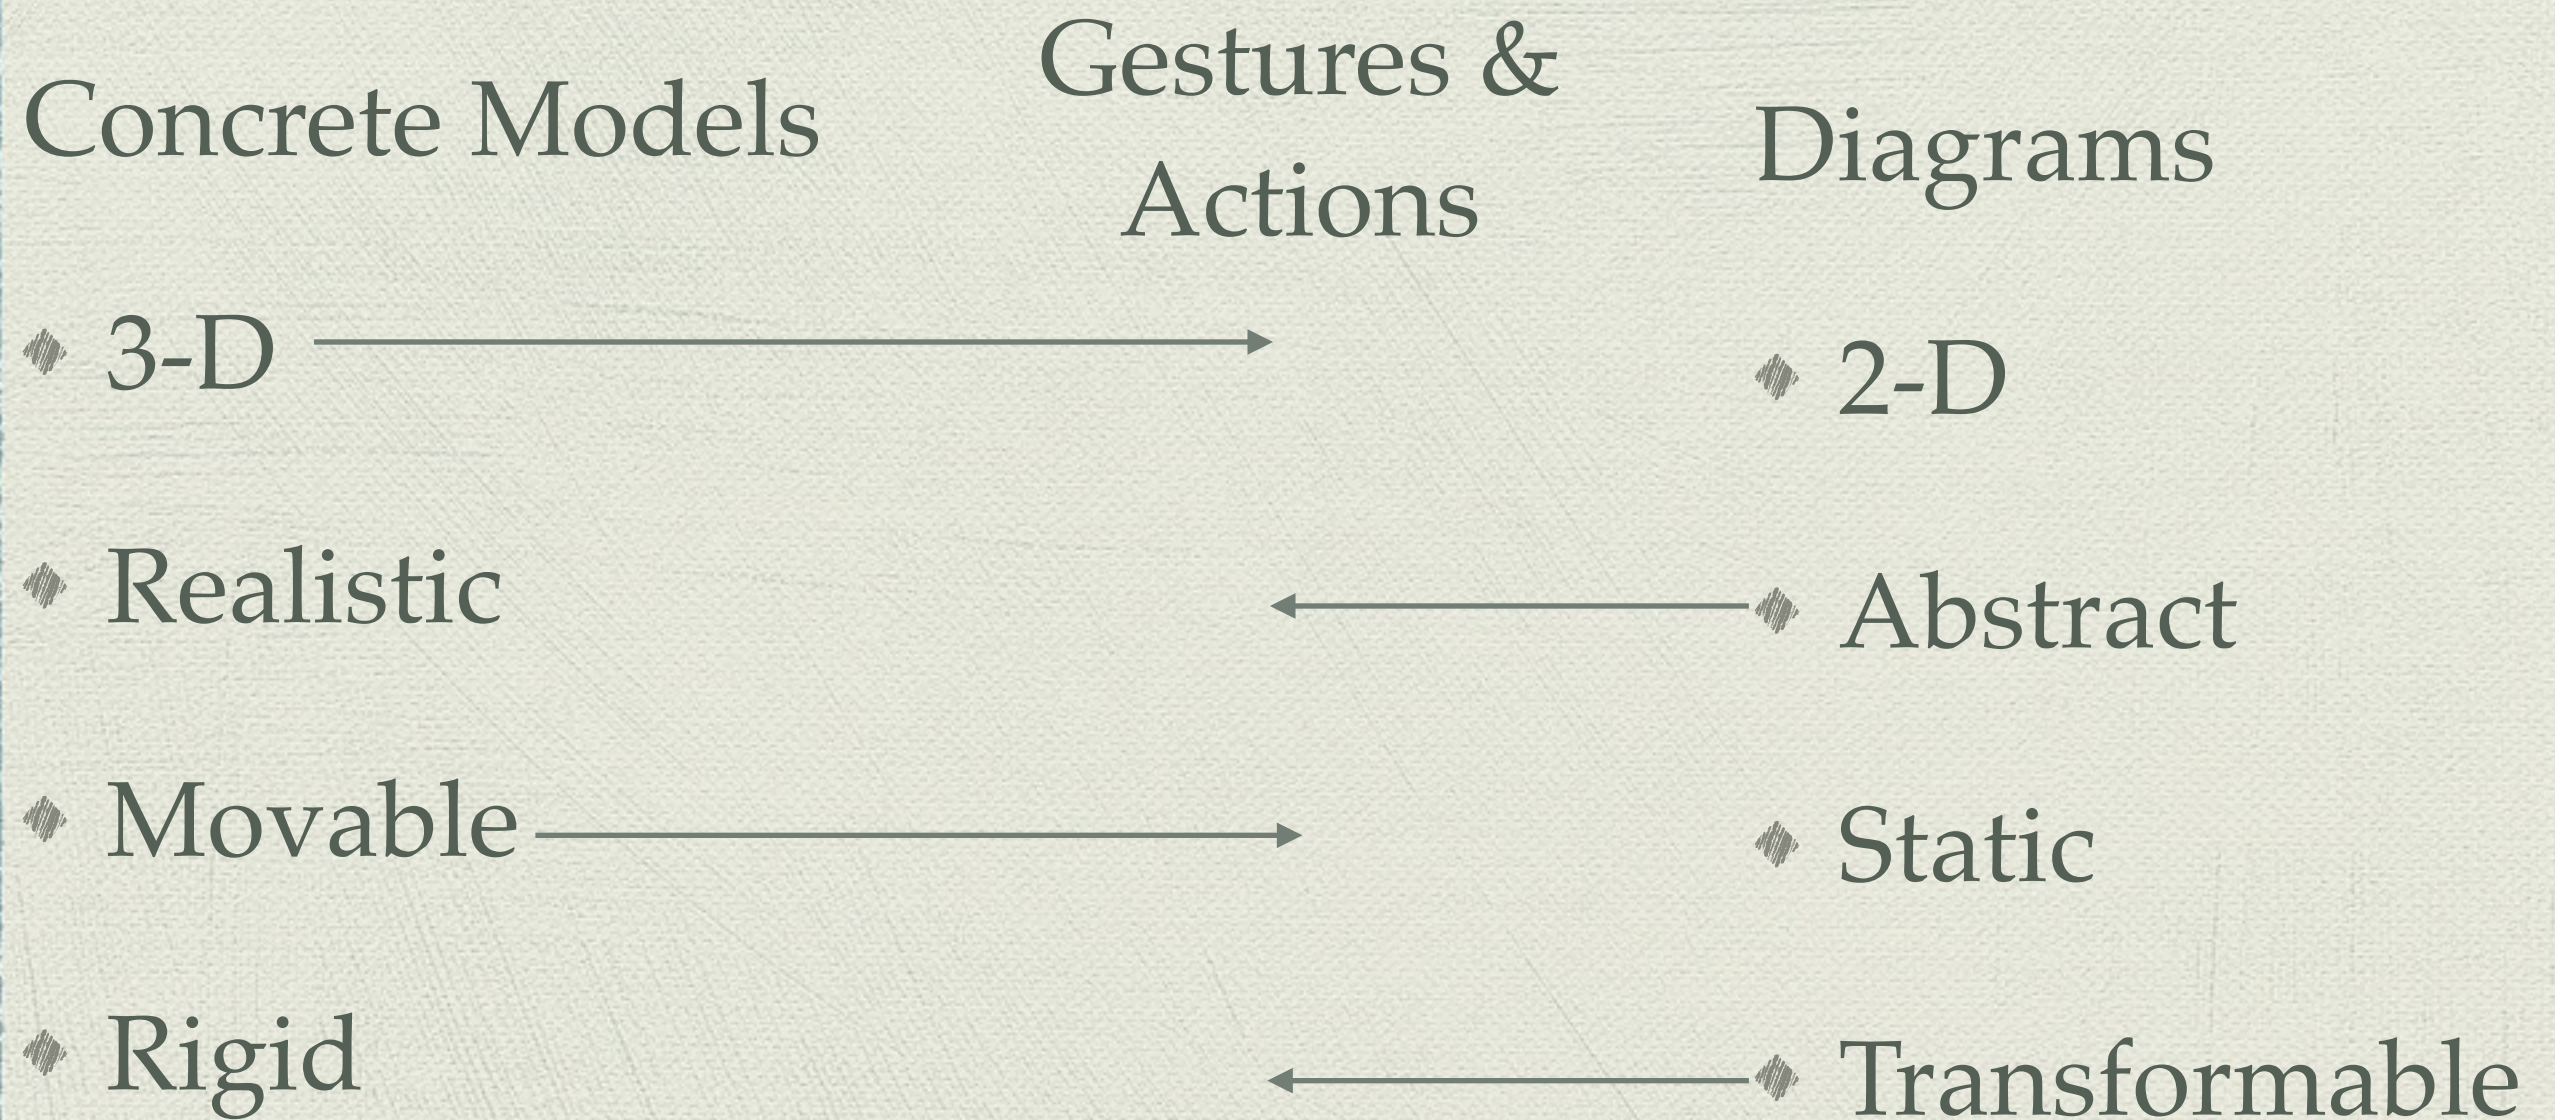 Concrete Models
3-D
Realistic
Movable
Rigid
Gestures &
Actions
Diagrams
2-D
Abstract
Static
Transformable